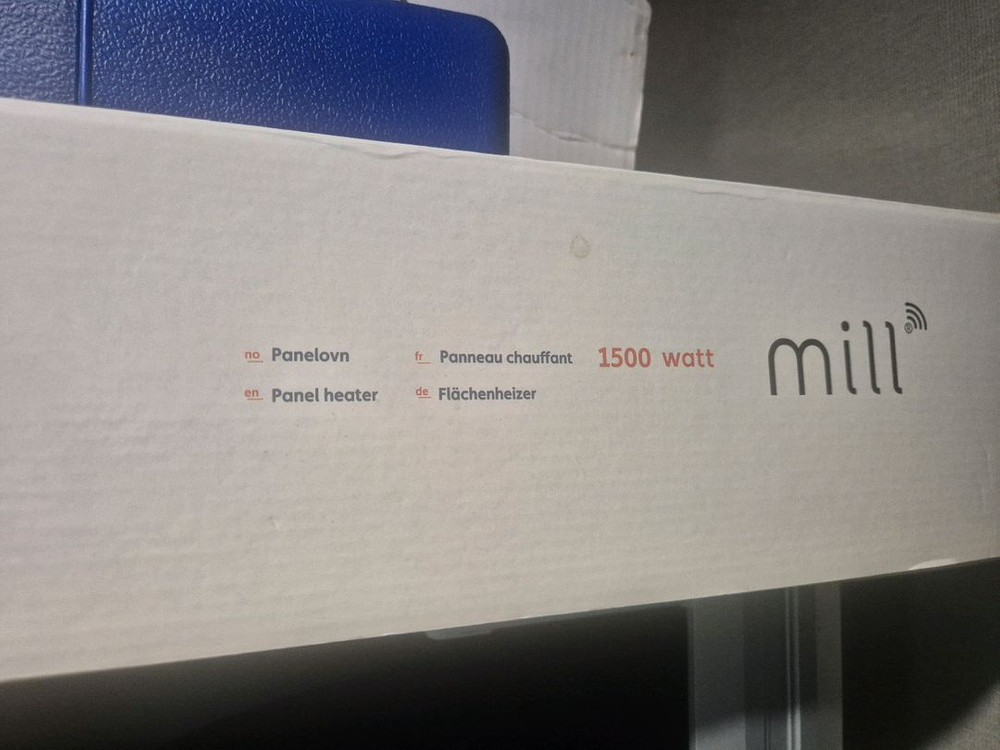 no Panelovn
en Panel heater
fr Panneau chauffant
de Flächenheizer
1500 watt
mill®